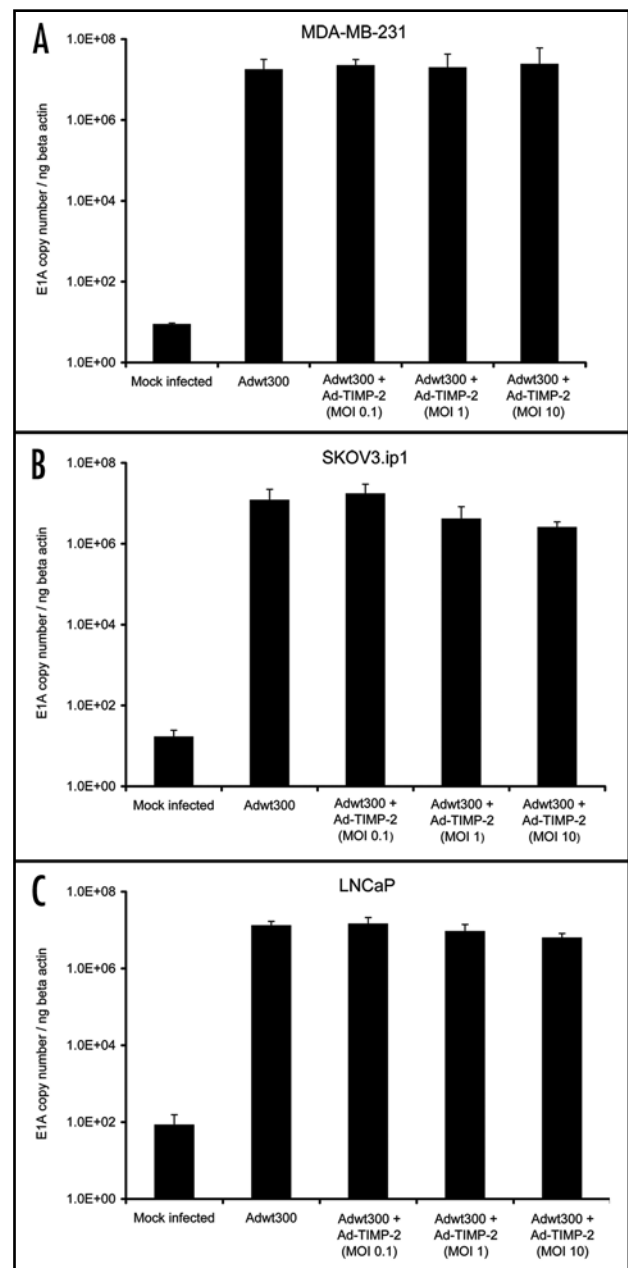 A
MDA-MB-231
E1A copy number / ng beta actin
1.0E+08
1.0E+06
1.0E+04
1.0E+02
1.0E+00
Mock infected
Adwt300
Adwt300 +
Ad-TIMP-2
(MOI 0.1)
Adwt300 +
Ad-TIMP-2
(MOI 1)
Adwt300 +
Ad-TIMP-2
(MOI 10)
B
SKOV3.ip1
E1A copy number / ng beta actin
1.0E+08
1.0E+06
1.0E+04
1.0E+02
1.0E+00
Mock infected
Adwt300
Adwt300 +
Ad-TIMP-2
(MOI 0.1)
Adwt300 +
Ad-TIMP-2
(MOI 1)
Adwt300 +
Ad-TIMP-2
(MOI 10)
C
LNCaP
E1A copy number / ng beta actin
1.0E+08
1.0E+06
1.0E+04
1.0E+02
1.0E+00
Mock infected
Adwt300
Adwt300 +
Ad-TIMP-2
(MOI 0.1)
Adwt300 +
Ad-TIMP-2
(MOI 1)
Adwt300 +
Ad-TIMP-2
(MOI 10)